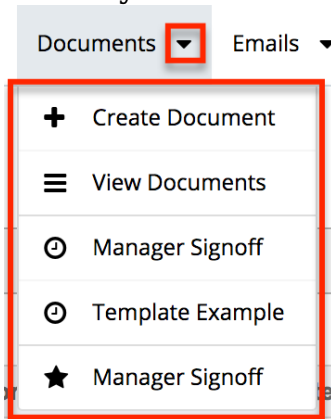 Documents Emails
Create Document
View Documents
Manager Signoff
Template Example
Manager Signoff